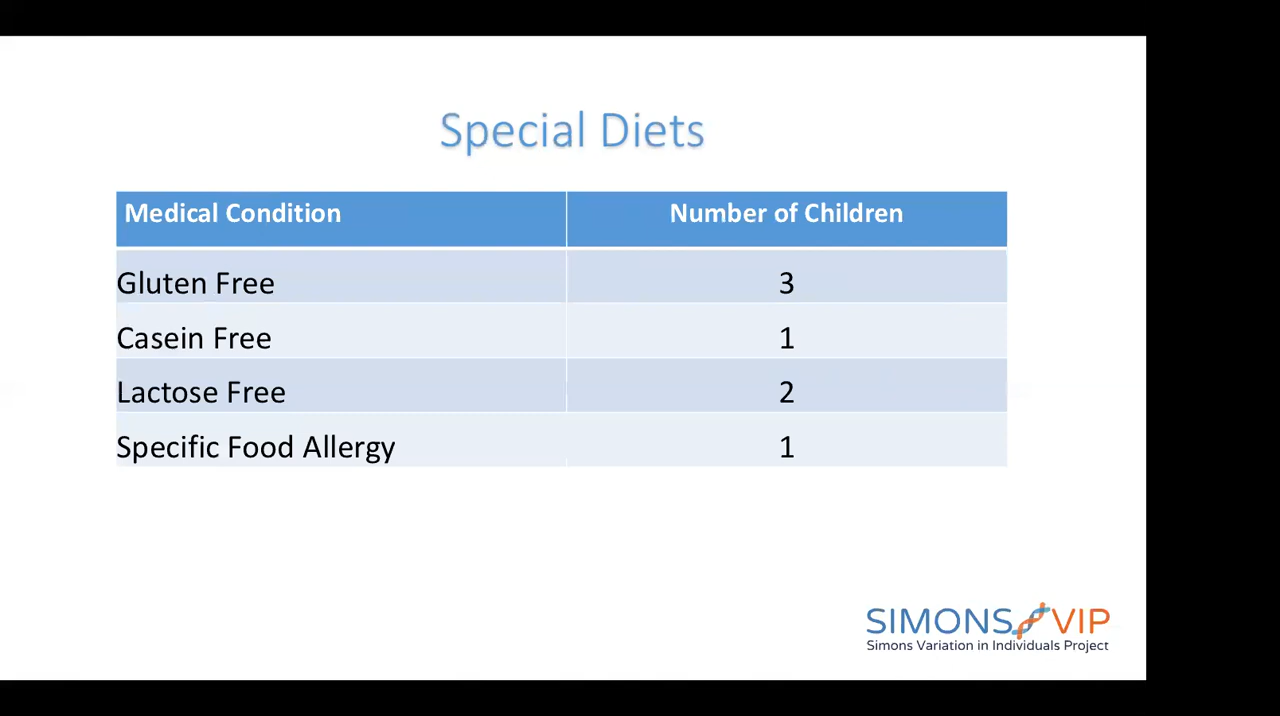 Special Diets
Medical Condition Number of Children
Gluten Free 3
Casein Free 1
Lactose Free 2
Specific Food Allergy 1
SIMONS VIP
Simons Variation in Individuals Project